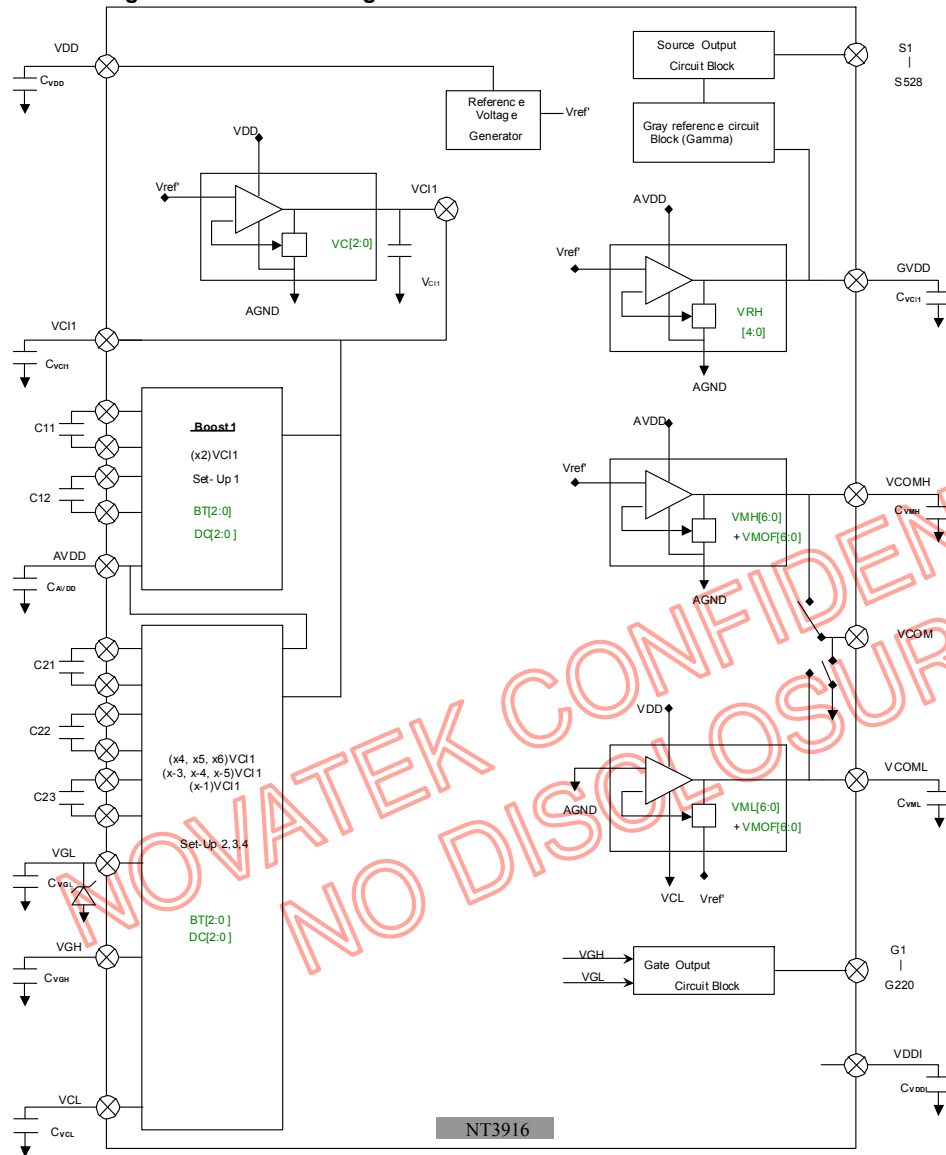 VDD
CVDD
VDD
Vref'
VCI1
VC[2:0]
VCI1
AGND
Reference
Voltage
Generator
Vref'
Source Output
Circuit Block
S1
|
S528
Gray reference circuit
Block (Gamma)
AVDD
Vref'
VRH
[4:0]
AGND
GVDD
CVCI1
VCI1
CVCI1
C11
C12
Boost1
(x2)VCI1
Set-Up 1
BT[2:0]
DC[2:0]
AVDD
CAVDD
AVDD
Vref'
VMH[6:0]
+ VMOF[6:0]
AGND
VCOMH
CVMH
VCOM
C21
C22
C23
(x4, x5, x6)VCI1
(x-3, x-4, x-5)VCI1
(x-1)VCI1
Set-Up 2,3,4
BT[2:0]
DC[2:0]
VDD
AGND
VML[6:0]
+ VMOF[6:0]
VCL
Vref'
VCOML
CVML
VGL
CVGL
VGH
CVGH
VGH
VGL
Gate Output
Circuit Block
G1
|
G220
VDDI
CVDDI
VCL
CVCL
NT3916
NOVATEK CONFIDEN
NO DISCLOSUR